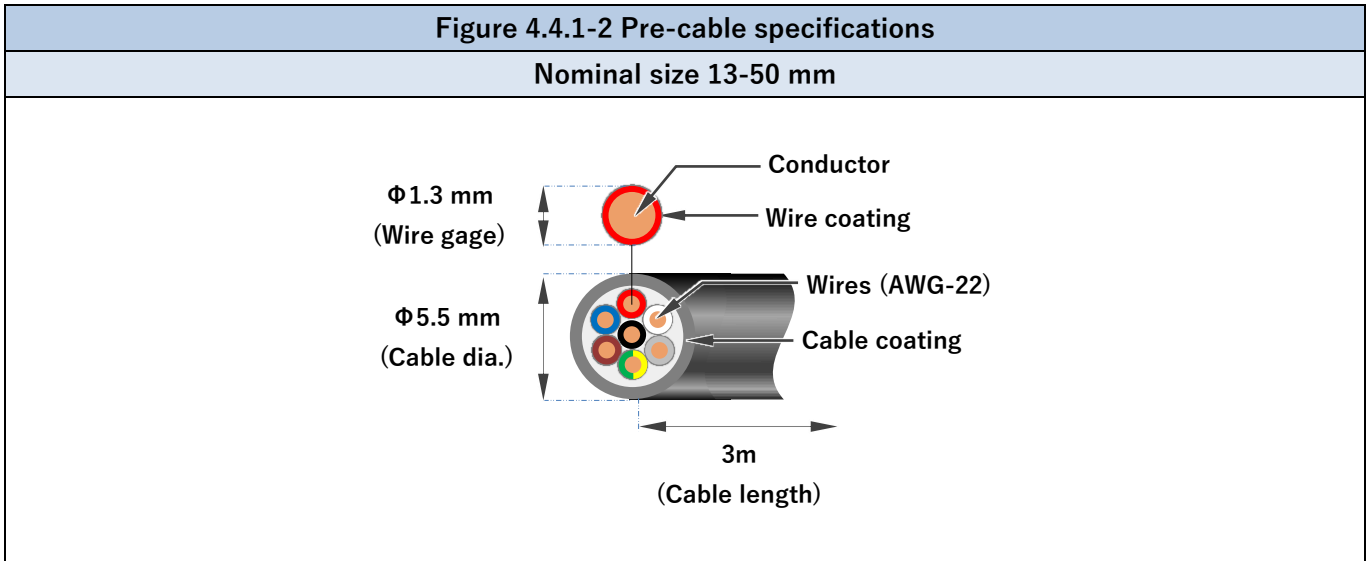 Figure 4.4.1-2 Pre-cable specifications
Nominal size 13-50 mm
Conductor
Φ1.3 mm
(Wire gage)
Wire coating
Wires (AWG-22)
Φ5.5 mm
(Cable dia.)
Cable coating
3m
(Cable length)